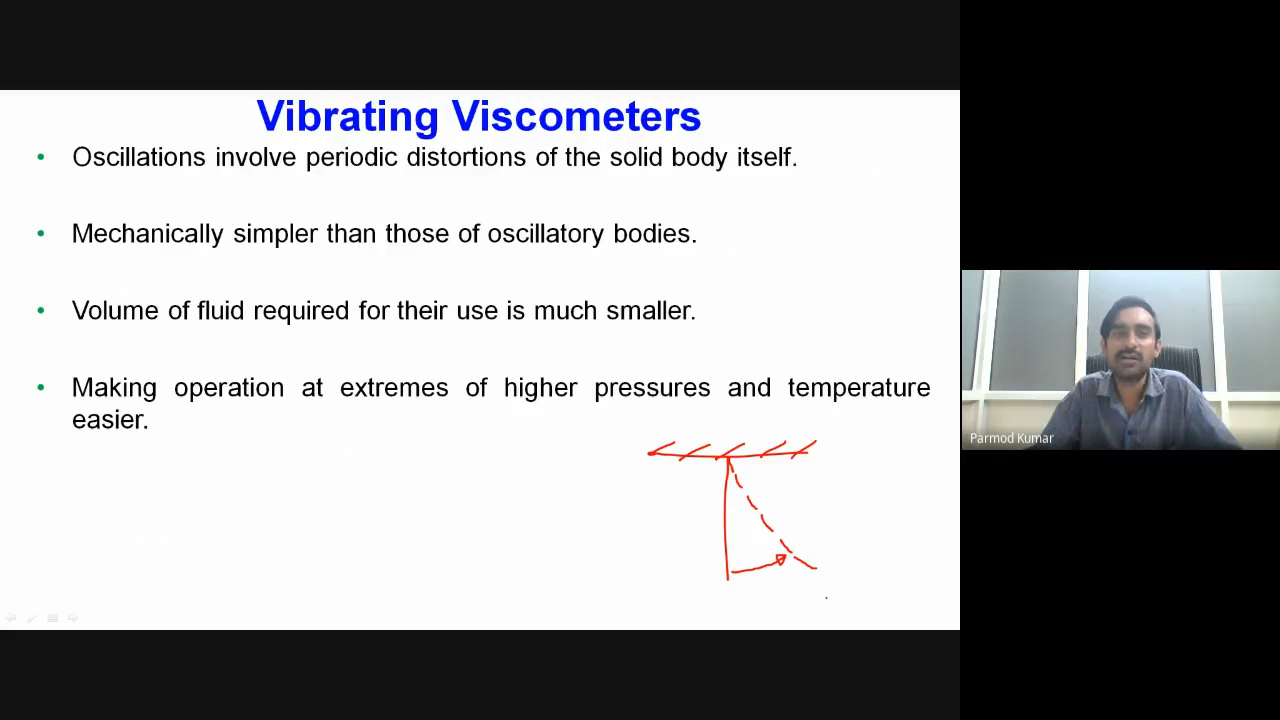 Vibrating Viscometers
• Oscillations involve periodic distortions of the solid body itself.
• Mechanically simpler than those of oscillatory bodies.
• Volume of fluid required for their use is much smaller.
• Making operation at extremes of higher pressures and temperature
easier.
Parmod Kumar